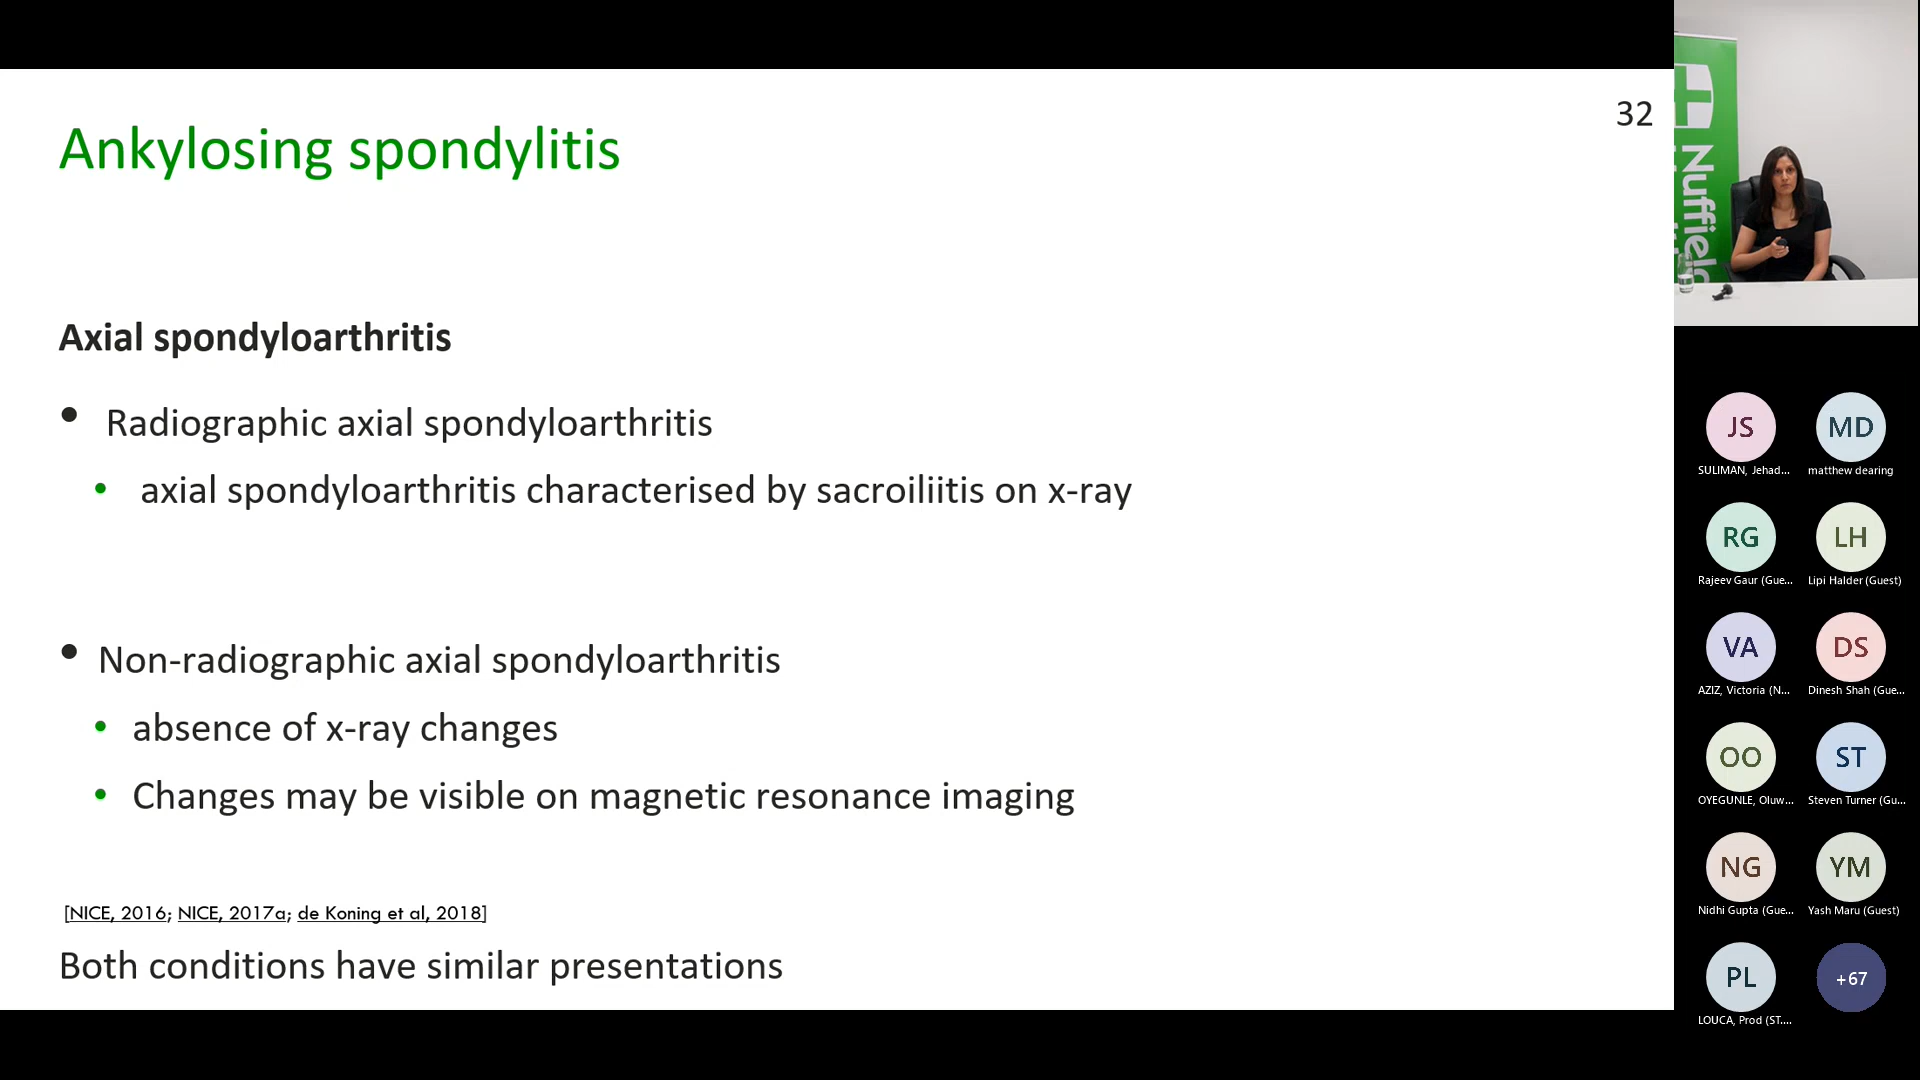 32
Ankylosing spondylitis
Axial spondyloarthritis
• Radiographic axial spondyloarthritis
• axial spondyloarthritis characterised by sacroiliitis on x-ray
• Non-radiographic axial spondyloarthritis
• absence of x-ray changes
• Changes may be visible on magnetic resonance imaging
[NICE, 2016; NICE, 2017a; de Koning et al, 2018]
Both conditions have similar presentations
Nuffield
JS
MD
SULIMAN, Jehad...
matthew dearing
RG
LH
Rajeev Gaur (Gue...
Lipi Halder (Guest)
VA
DS
AZIZ, Victoria (N...
Dinesh Shah (Gue...
OO
ST
OYEGUNLE, Oluw...
Steven Turner (Gu...
NG
YM
Nidhi Gupta (Gue...
Yash Maru (Guest)
PL
+67
LOUCA, Prod (ST....